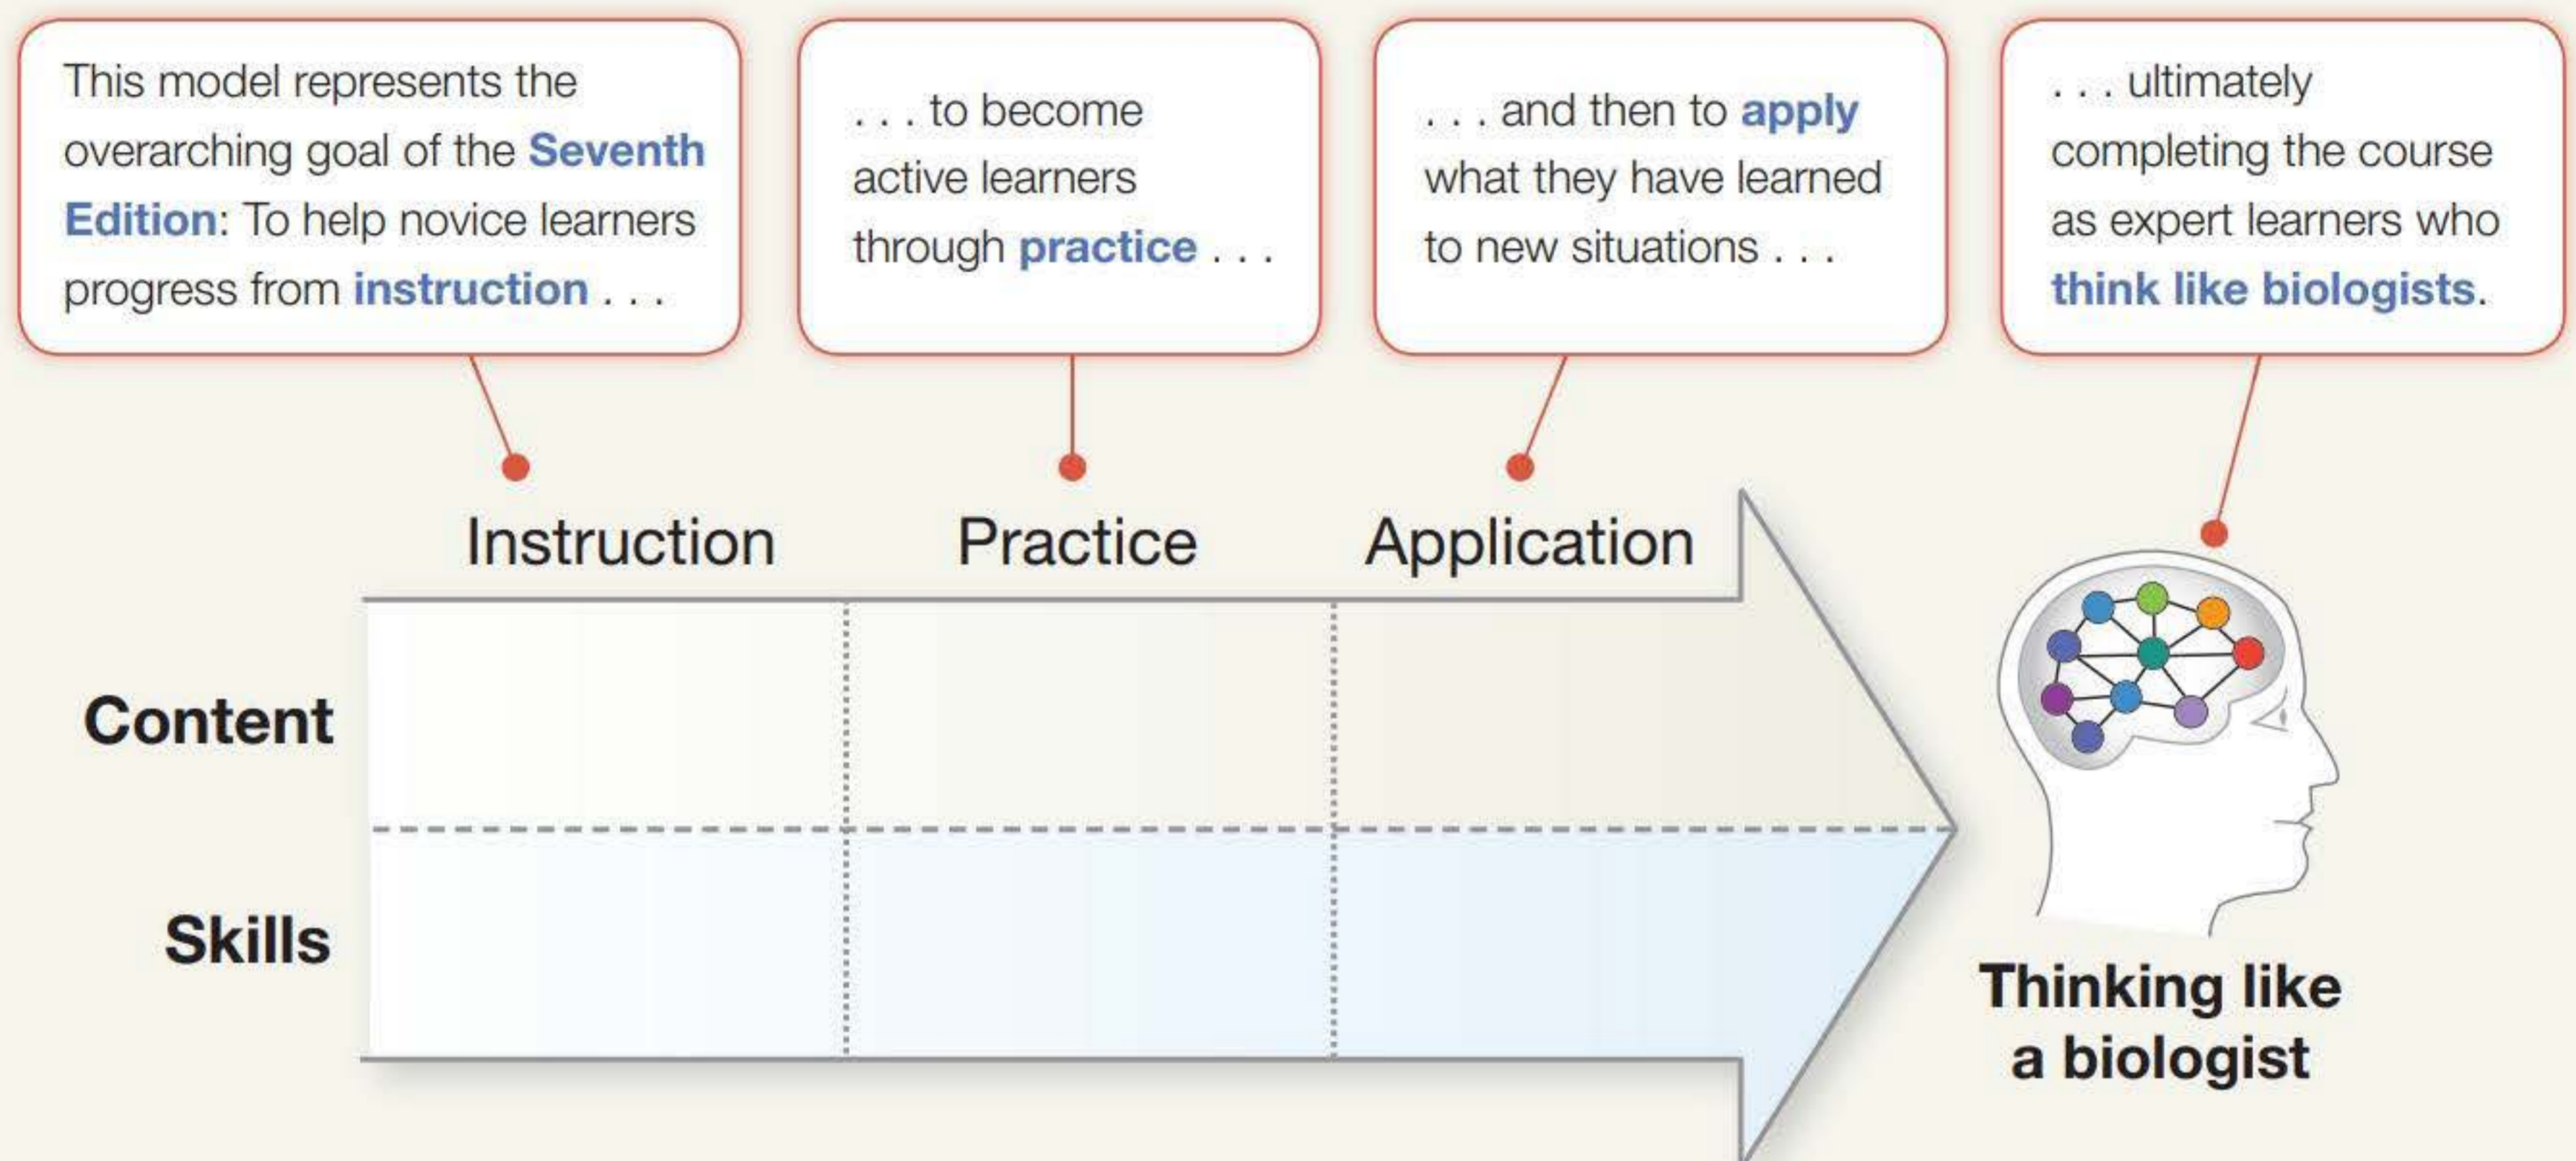 This model represents the
overarching goal of the Seventh
Edition: To help novice learners
progress from instruction . . .
. . . to become
active learners
through practice . . .
. . . and then to apply
what they have learned
to new situations . . .
. . . ultimately
completing the course
as expert learners who
think like biologists.
Instruction
Practice
Application
Content
Skills
Thinking like
a biologist